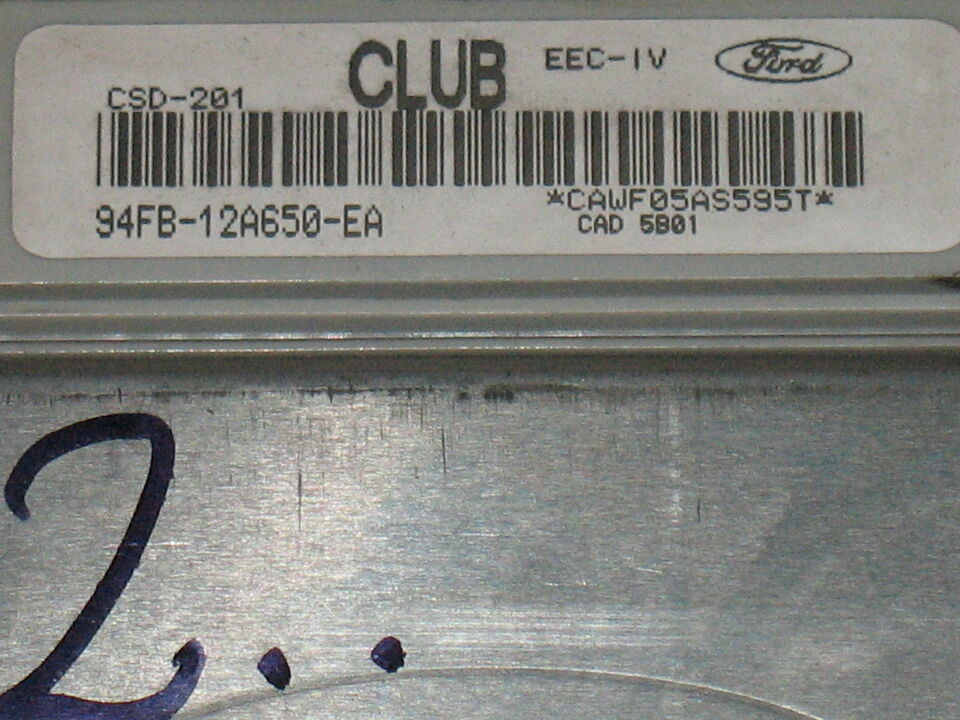 CLUB EEC-IV Ford
CSD-201
*CAWF05AS595T*
94FB-12A650-EA CAD 5B01
2...